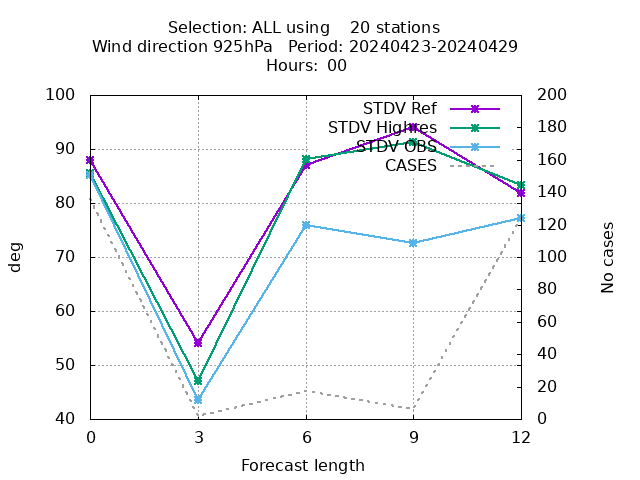 Selection: ALL using    20 stations
Wind direction 925hPa   Period: 20240423-20240429
Hours: 00
100
90
80
70
60
50
40
200
180
160
140
120
100
80
60
40
20
0
STDV Ref
STDV Highres
STDV OBS
CASES
deg
No cases
0 3 6 9 12
Forecast length